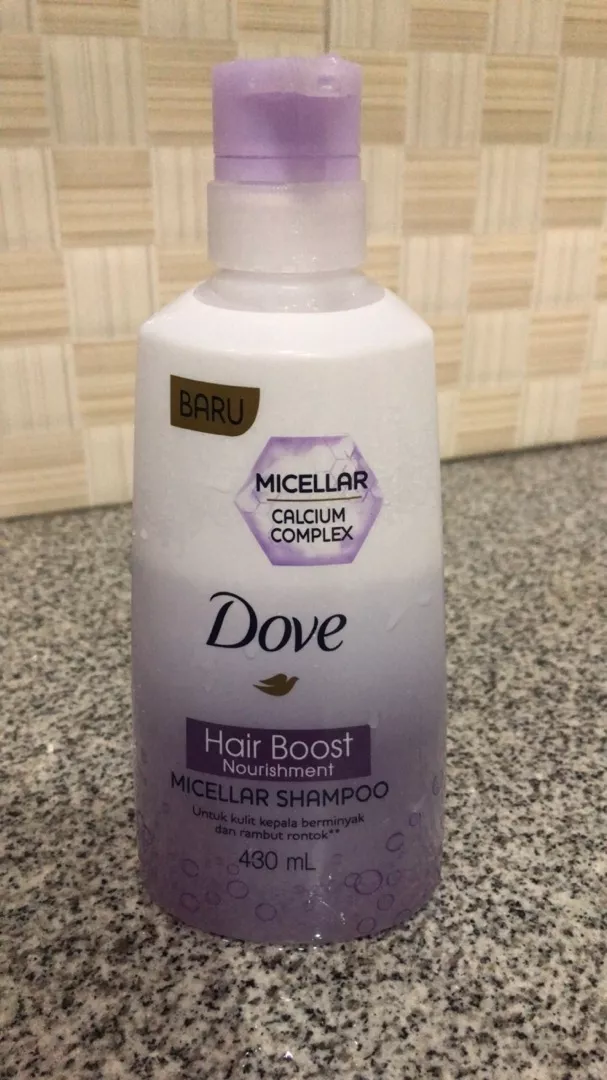 BARU
MICELLAR
CALCIUM
COMPLEX
Dove
Hair Boost
Nourishment
MICELLAR SHAMPOO
Untuk kulit kepala berminyak
dan rambut rontok**
430 mL